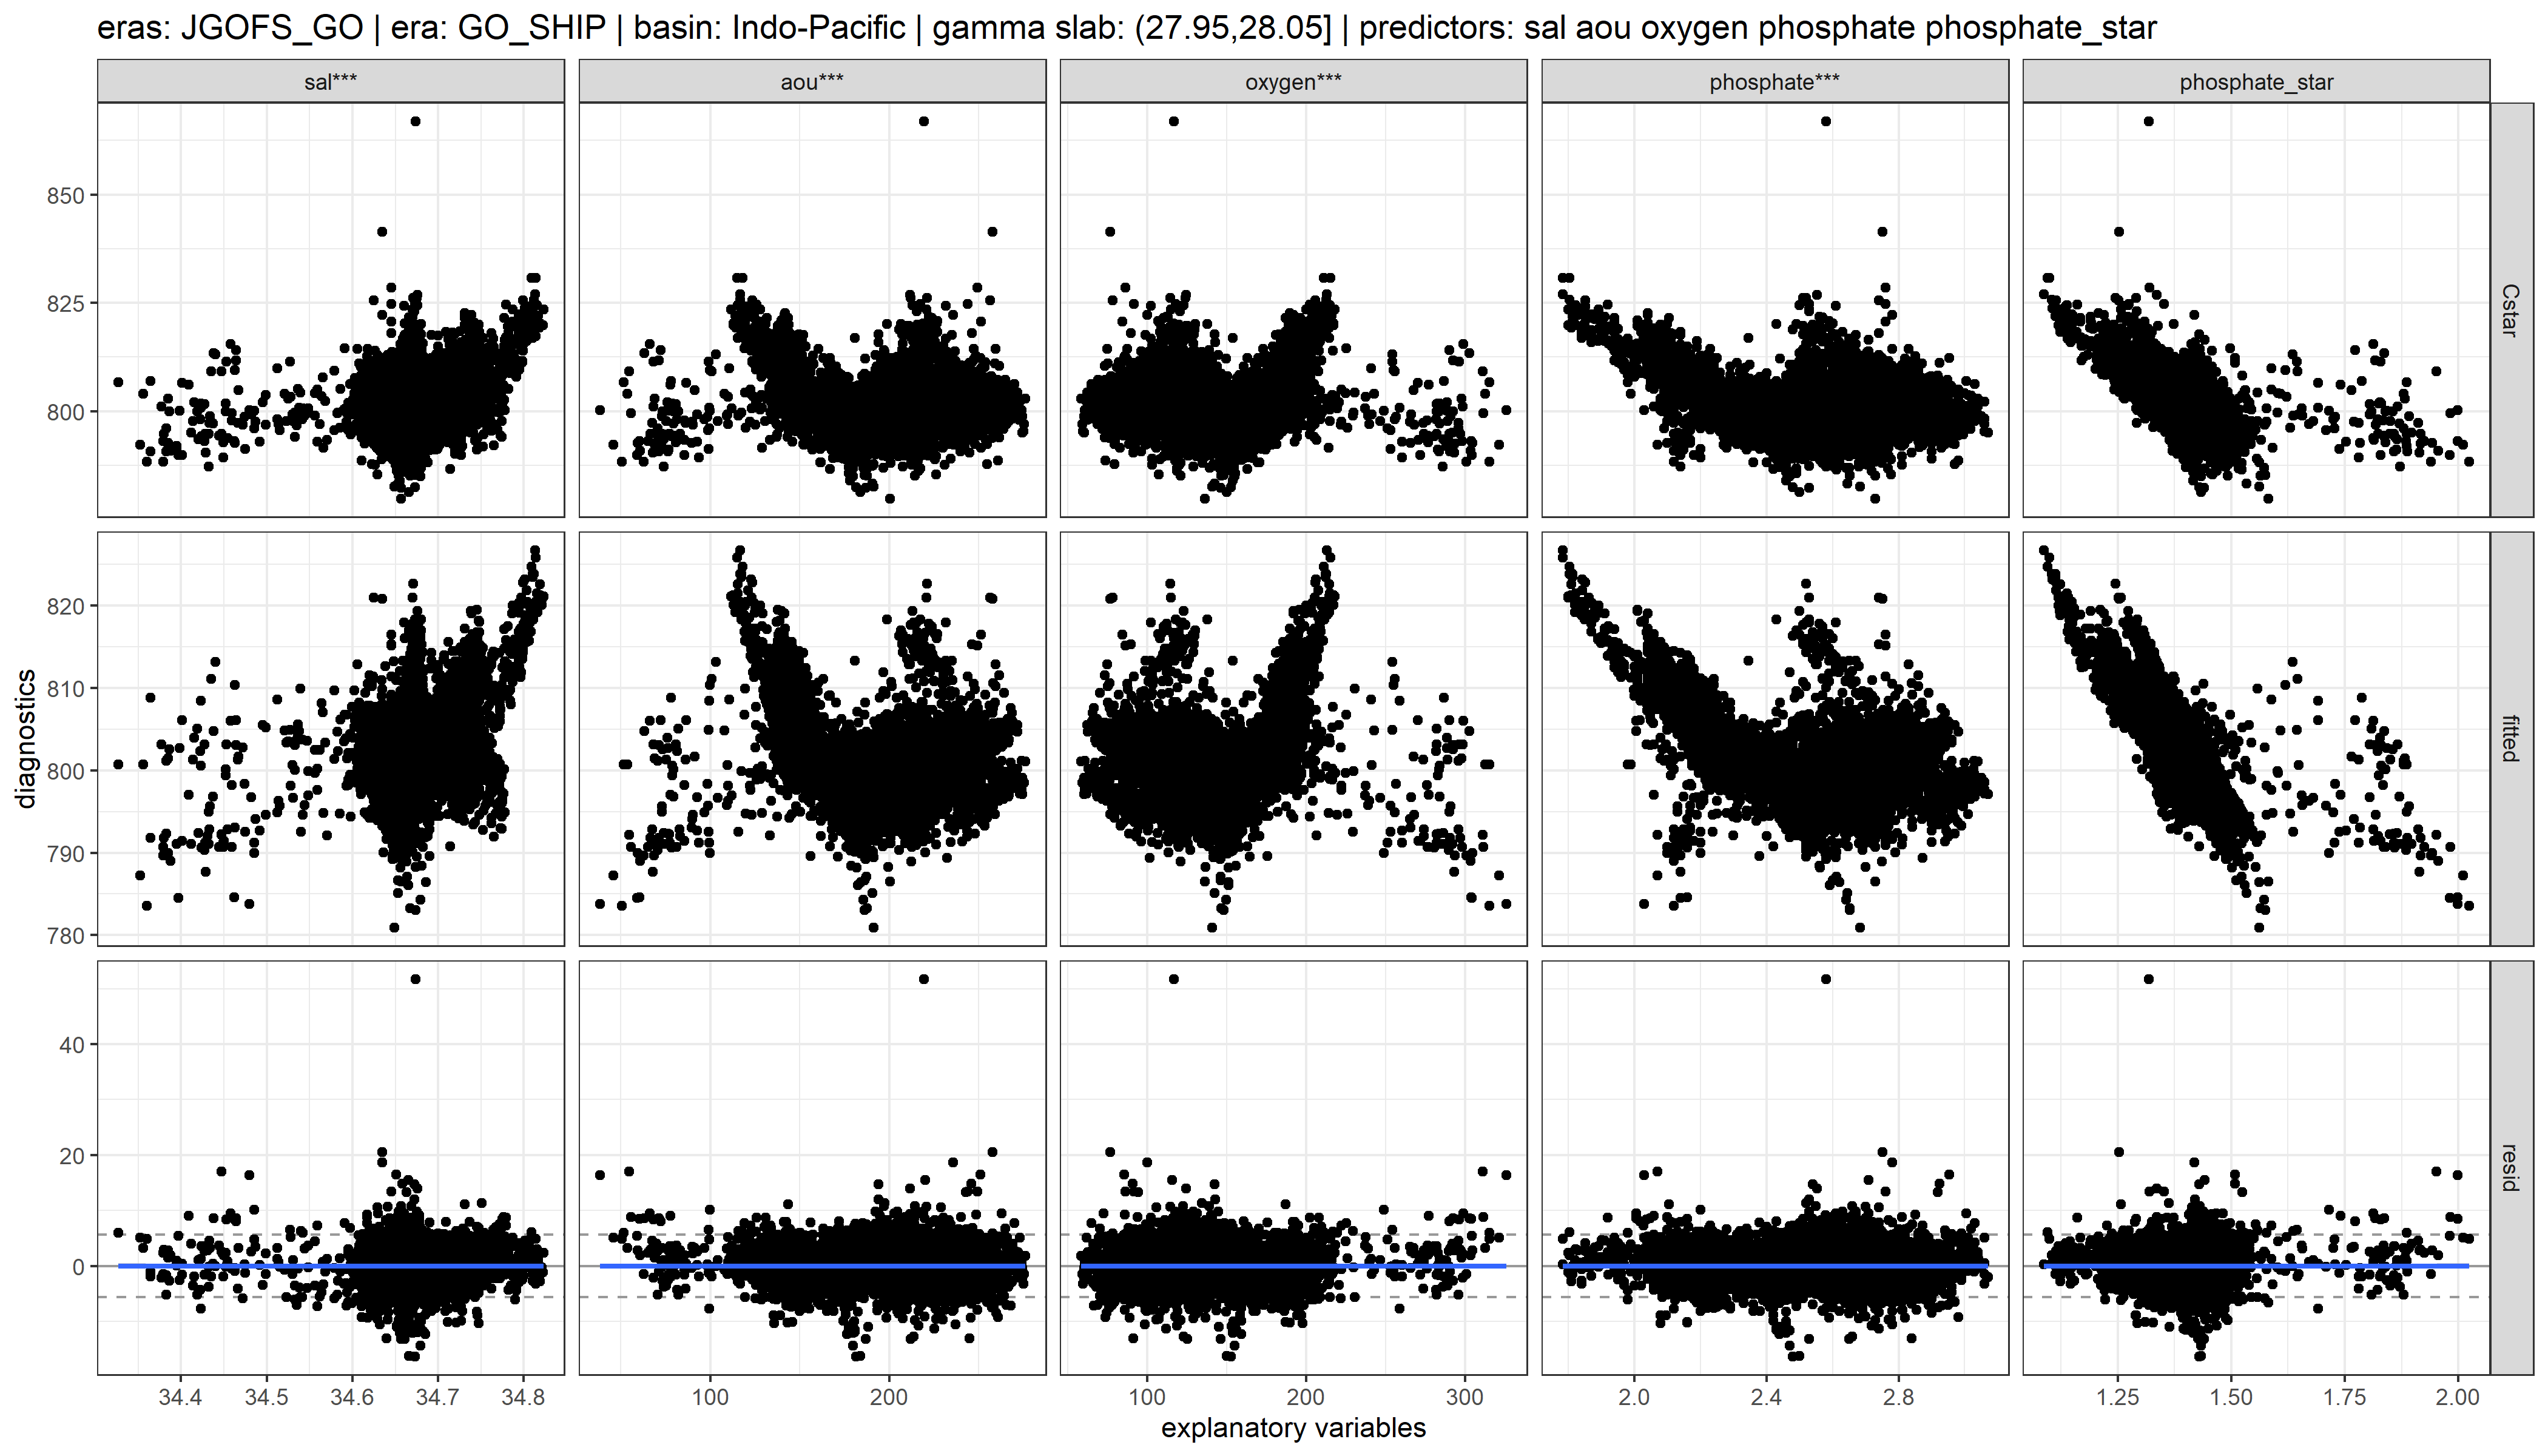 eras: JGOFS_GO | era: GO_SHIP | basin: Indo-Pacific | gamma slab: (27.95,28.05] | predictors: sal aou oxygen phosphate phosphate_star
sal*** aou*** oxygen*** phosphate*** phosphate_star
850
825
800
Cstar
820
810
800
790
780
fitted
diagnostics
40
20
0
resid
34.4 34.5 34.6 34.7 34.8 100 200 100 200 300 2.0 2.4 2.8 1.25 1.50 1.75 2.00
explanatory variables